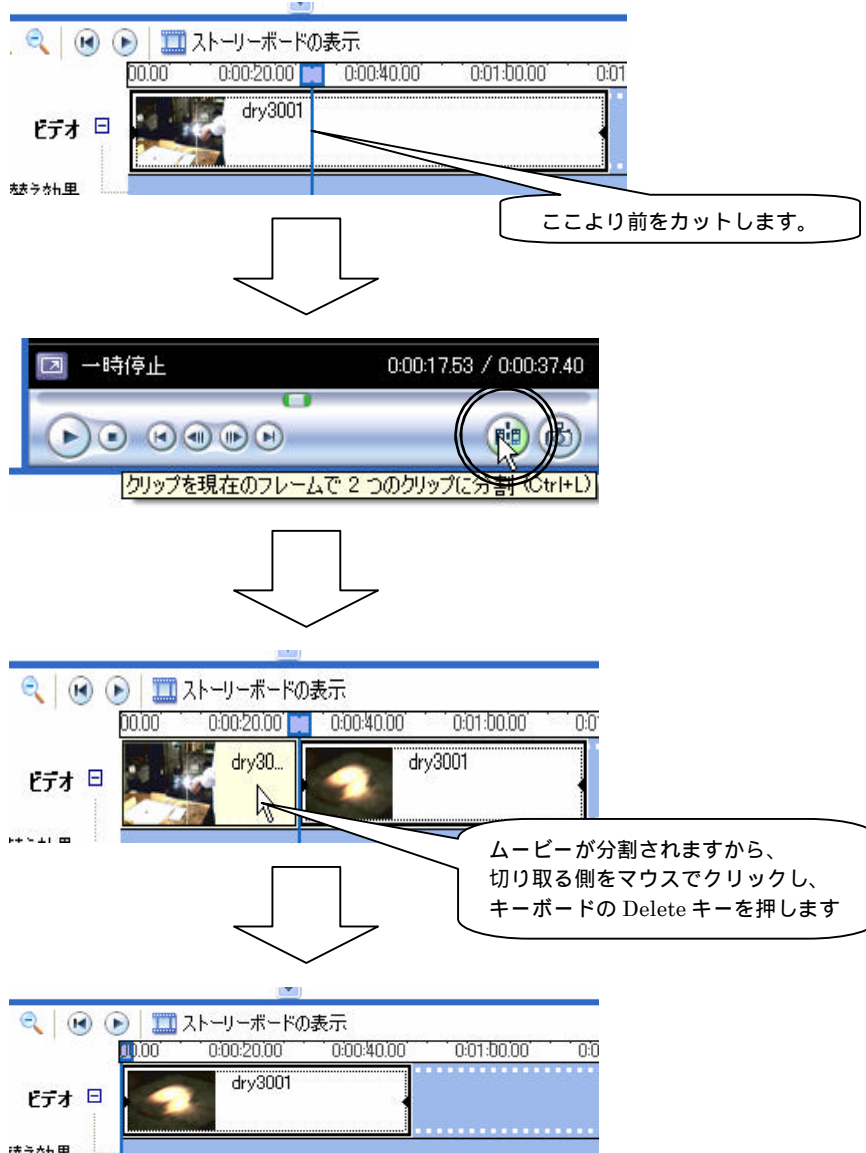 ストーリーボードの表示
00.00 0:00:20.00 0:00:40.00 0:01:00.00 0:01
ビデオ dry3001
ここより前をカットします。
一時停止 0:00:17.53 / 0:00:37.40
クリップを現在のフレームで 2 つのクリップに分割 (Ctrl+L)
ストーリーボードの表示
00.00 0:00:20.00 0:00:40.00 0:01:00.00
ビデオ dry30... dry3001
ムービーが分割されますから、
切り取る側をマウスでクリックし、
キーボードの Delete キーを押します
ストーリーボードの表示
00.00 0:00:20.00 0:00:40.00 0:01:00.00 0:0
ビデオ dry3001